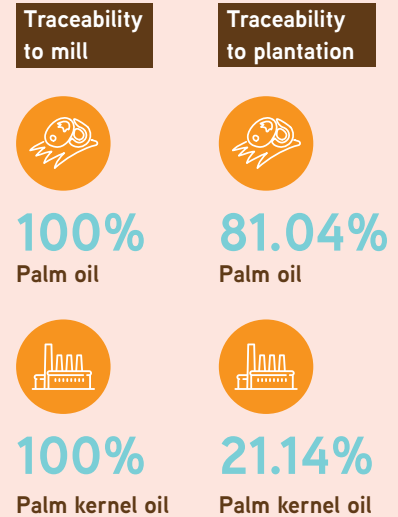 Traceability
to mill
100%
Palm oil
100%
Palm kernel oil
Traceability
to plantation
81.04%
Palm oil
21.14%
Palm kernel oil